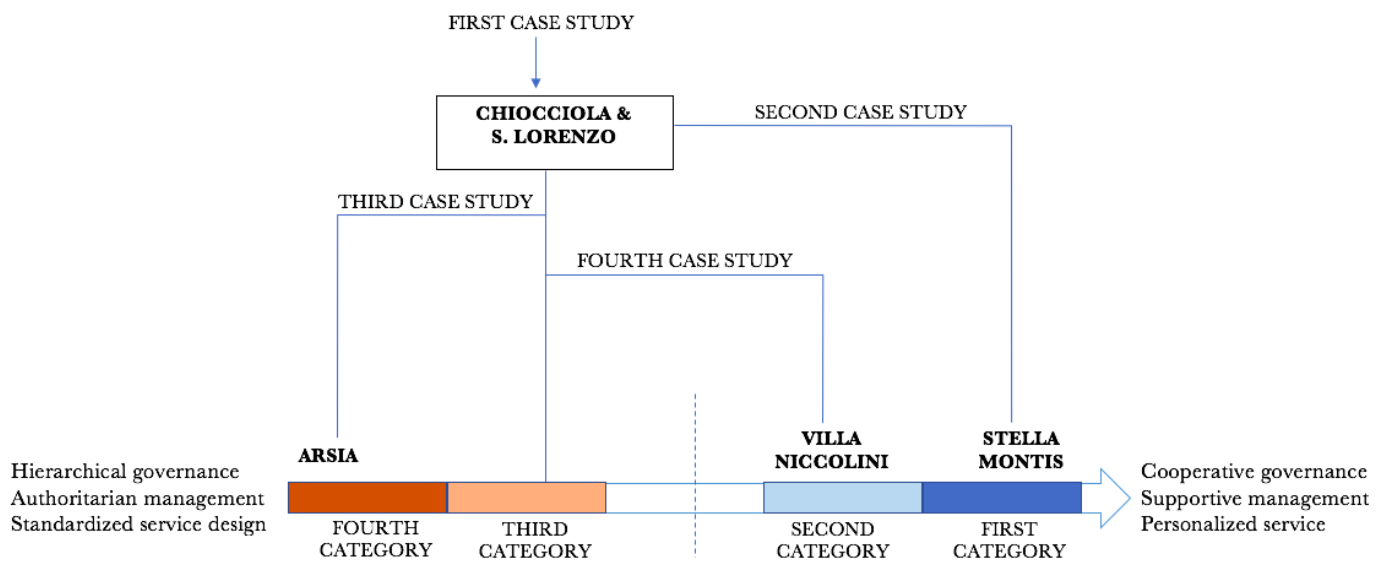 FIRST CASE STUDY
CHIOCCIOLA &
S. LORENZO
SECOND CASE STUDY
THIRD CASE STUDY
FOURTH CASE STUDY
ARSIA
VILLA
NICCOLINI
STELLA
MONTIS
Hierarchical governance
Authoritarian management
Standardized service design
Cooperative governance
Supportive management
Personalized service
FOURTH
CATEGORY
THIRD
CATEGORY
SECOND
CATEGORY
FIRST
CATEGORY